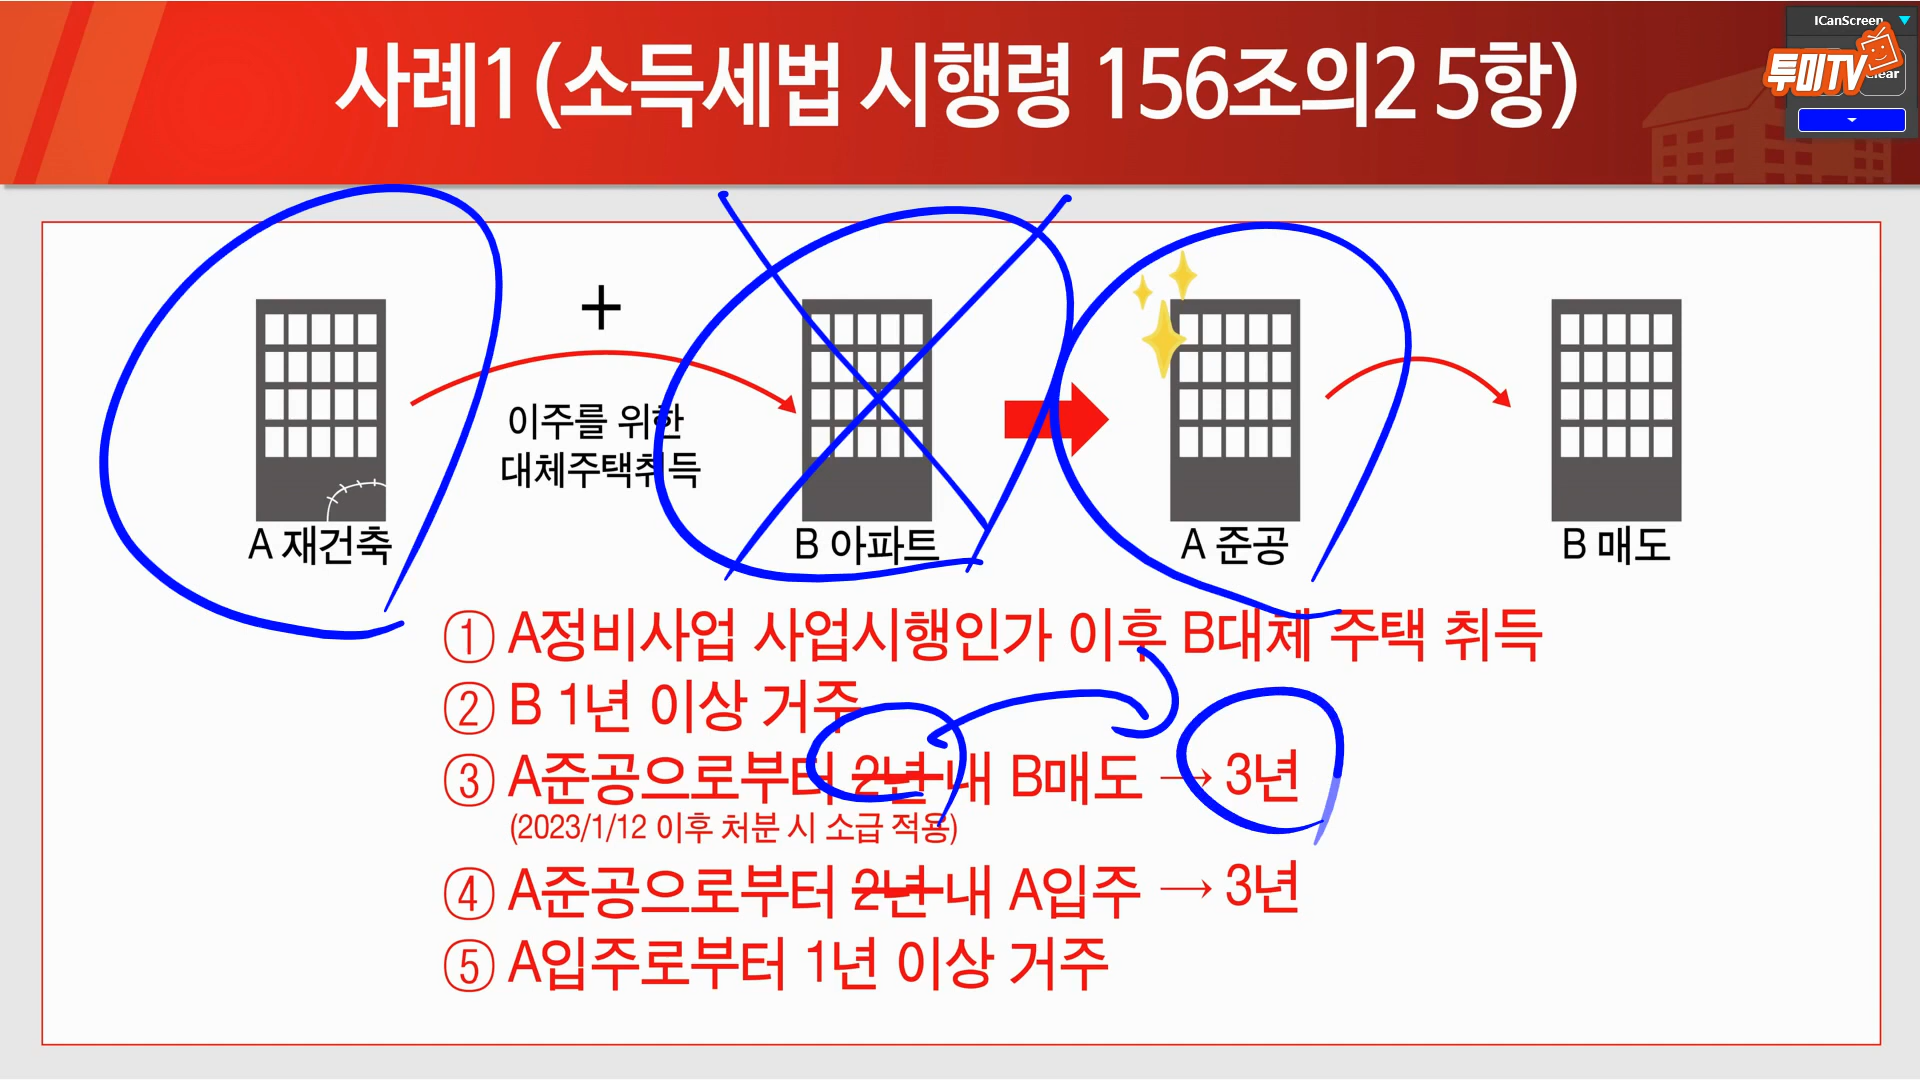 ICanScreen
투미TV
Clear
사례1(소득세법 시행령 156조의2 5항)
+
이주를 위한
대체주택취득
A 재건축
B 아파트
A 준공
B 매도
① A정비사업 사업시행인가 이후 B대체 주택 취득
② B 1년 이상 거주
③ A준공으로부터 2년 내 B매도 → 3년
(2023/1/12 이후 처분 시 소급 적용)
④ A준공으로부터 2년 내 A입주 → 3년
⑤ A입주로부터 1년 이상 거주